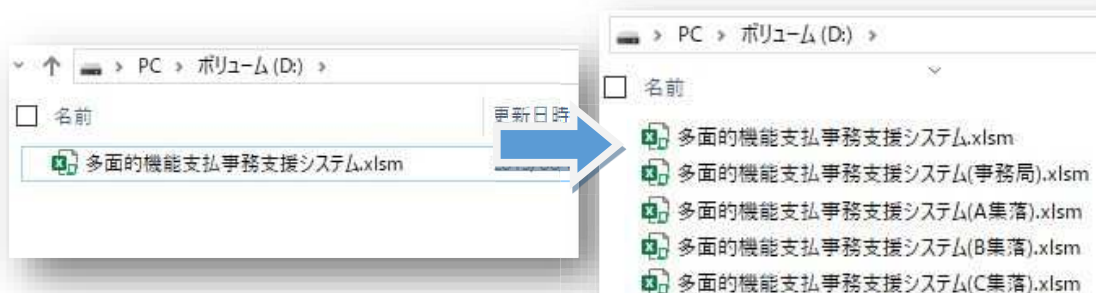 PC > ボリューム (D:) >
名前
更新日時
多面的機能支払事務支援システム.xlsm
> PC > ボリューム (D:) >
名前
多面的機能支払事務支援システム.xlsm
多面的機能支払事務支援システム(事務局).xlsm
多面的機能支払事務支援システム(A集落).xlsm
多面的機能支払事務支援システム(B集落).xlsm
多面的機能支払事務支援システム(C集落).xlsm